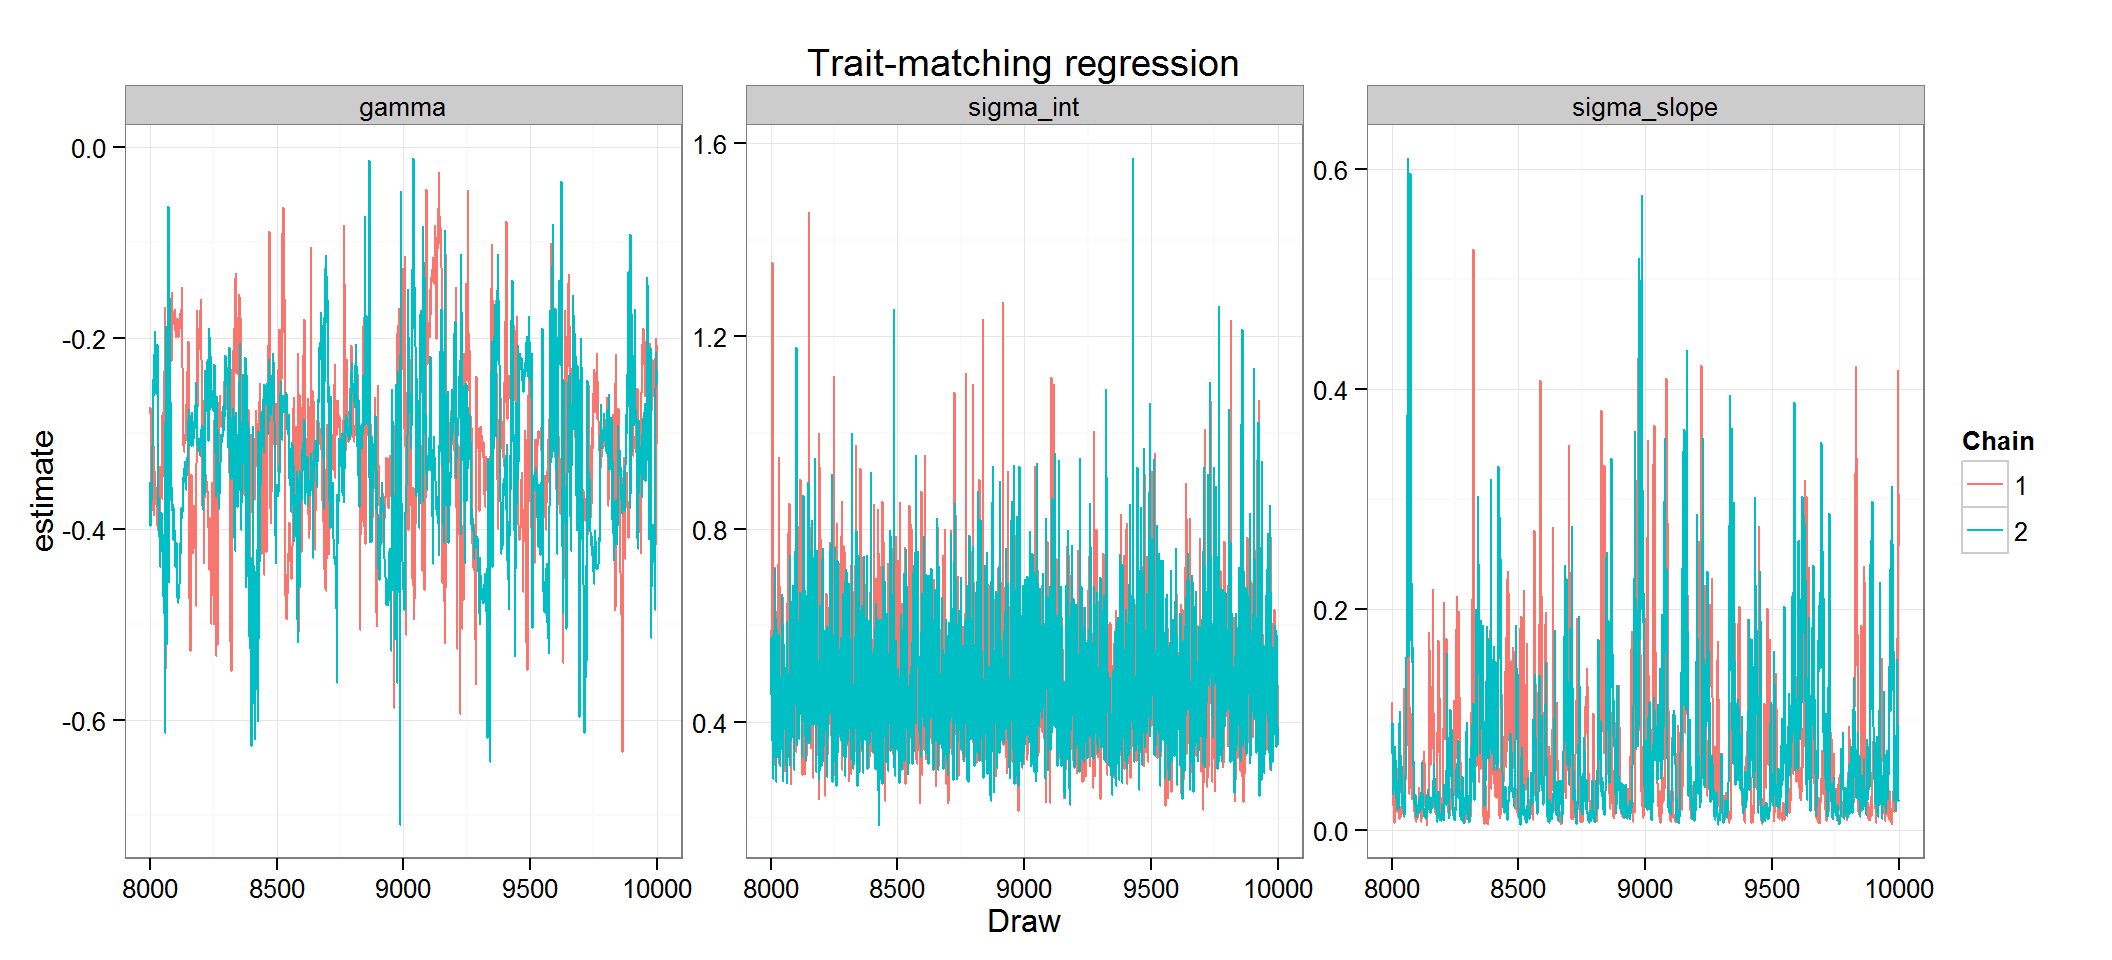 Trait-matching regression
gamma
sigma_int
sigma_slope
estimate
0.0
-0.2
-0.4
-0.6
1.6
1.2
0.8
0.4
0.6
0.4
0.2
0.0
8000 8500 9000 9500 10000
8000 8500 9000 9500 10000
8000 8500 9000 9500 10000
Draw
Chain
1
2